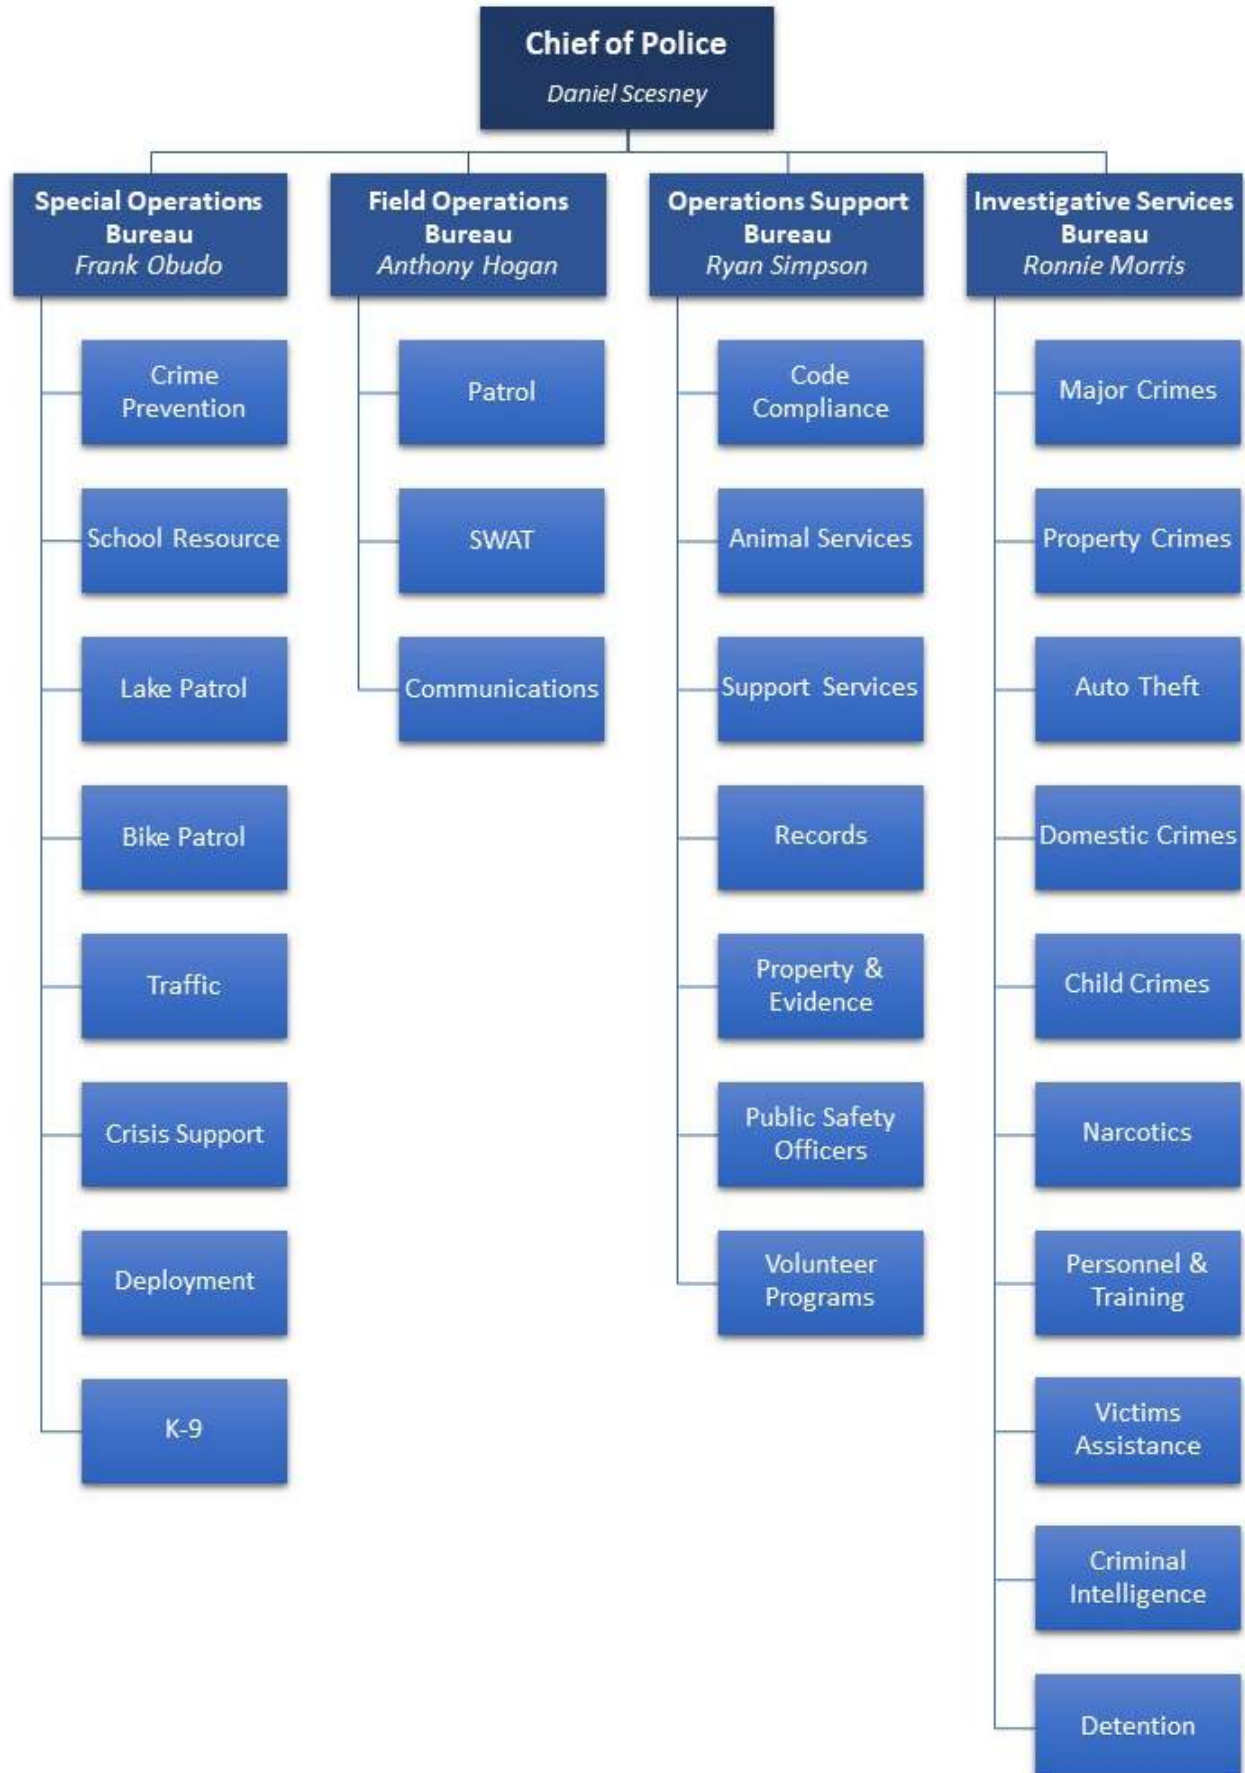 Chief of Police
Daniel Scesney
Special Operations
Bureau
Frank Obudo
Crime
Prevention
School Resource
Lake Patrol
Bike Patrol
Traffic
Crisis Support
Deployment
K-9
Field Operations
Bureau
Anthony Hogan
Patrol
SWAT
Communications
Operations Support
Bureau
Ryan Simpson
Code
Compliance
Animal Services
Support Services
Records
Property &
Evidence
Public Safety
Officers
Volunteer
Programs
Investigative Services
Bureau
Ronnie Morris
Major Crimes
Property Crimes
Auto Theft
Domestic Crimes
Child Crimes
Narcotics
Personnel &
Training
Victims
Assistance
Criminal
Intelligence
Detention